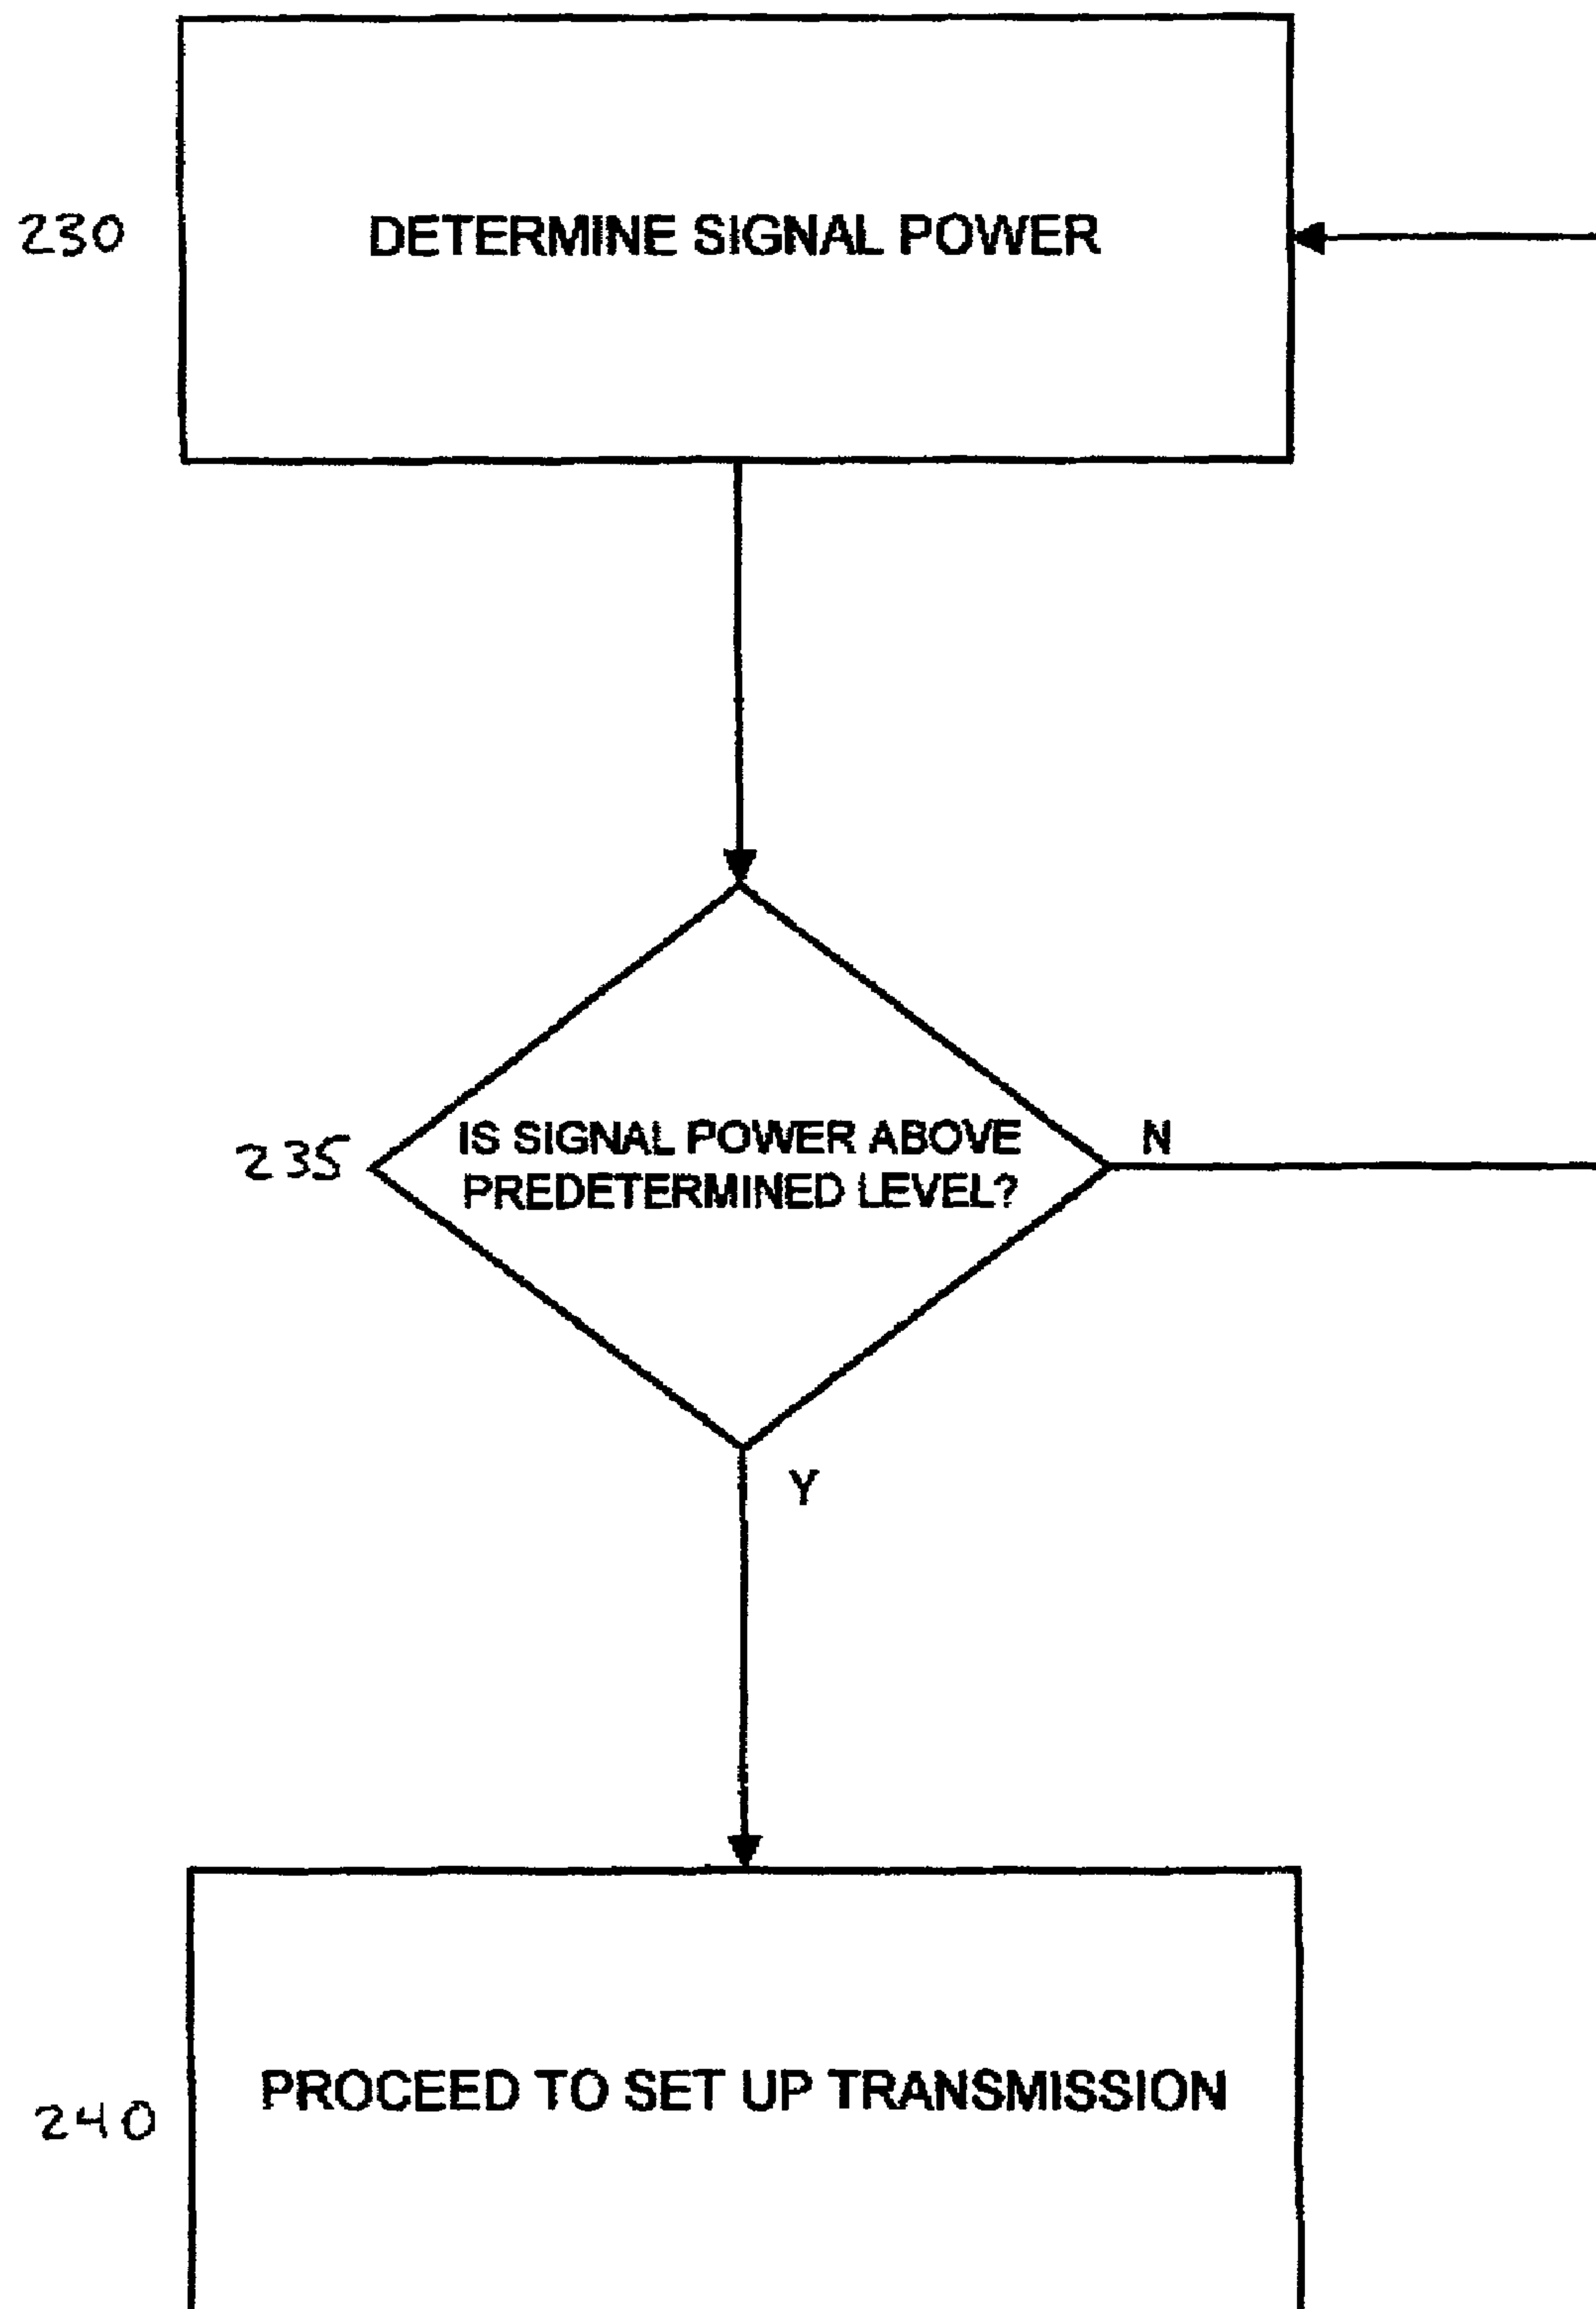 230
DETERMINE SIGNAL POWER
235
IS SIGNAL POWER ABOVE
PREDETERMINED LEVEL?
N
Y
PROCEED TO SET UP TRANSMISSION
240